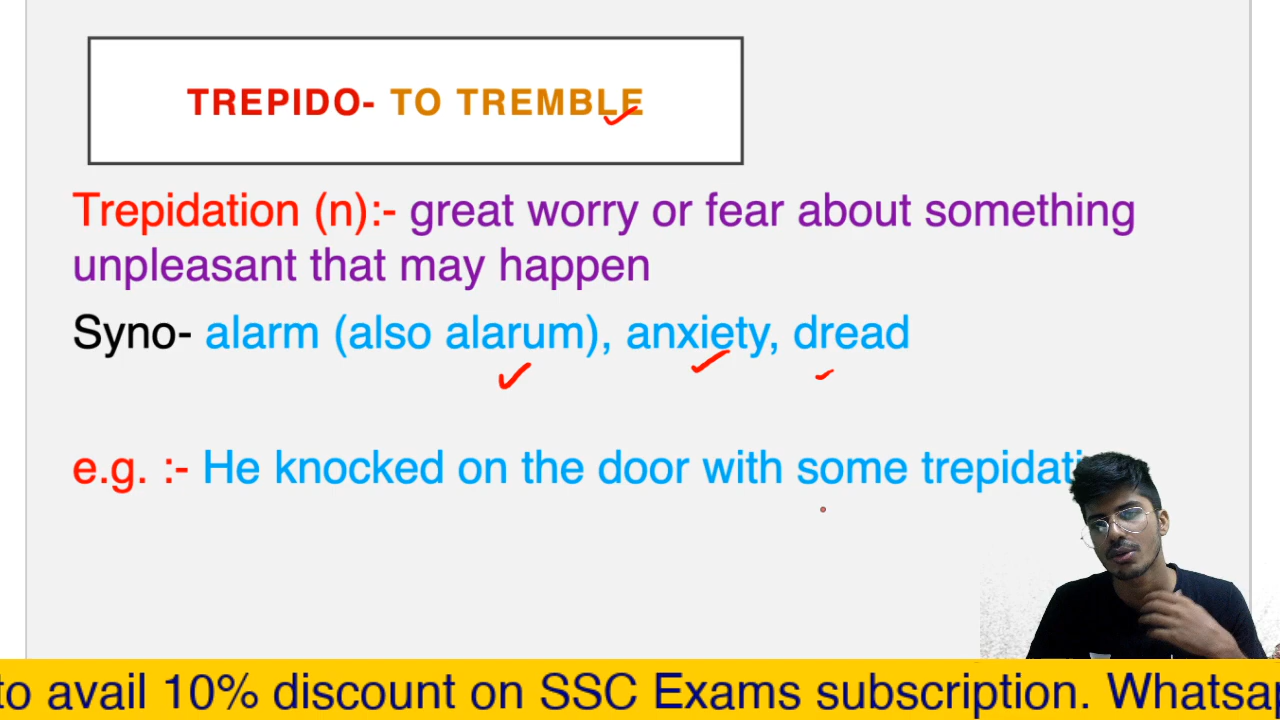 TREPIDO- TO TREMBLE
Trepidation (n):- great worry or fear about something
unpleasant that may happen
Syno- alarm (also alarum), anxiety, dread
e.g. :- He knocked on the door with some
to avail 10% discount on SSC Exams subscription.